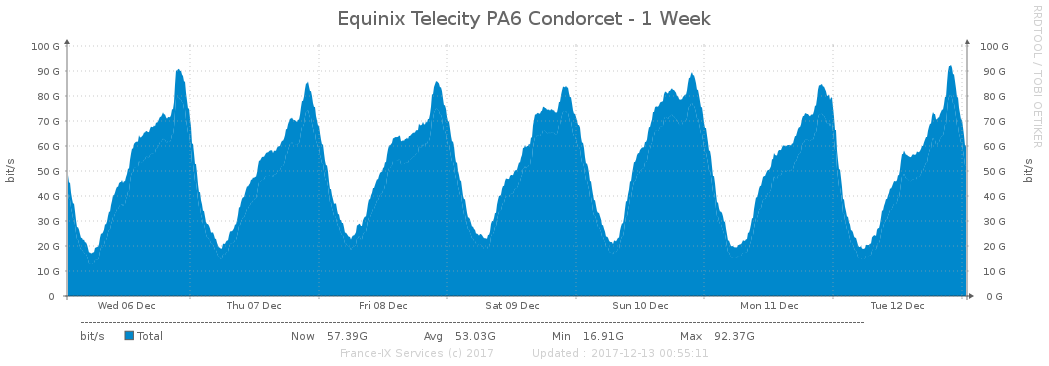 Equinix Telecity PA6 Condorcet - 1 Week
RRDTOOL / TOBI OETIKER
bit/s
bit/s
100 G 100 G
90 G 90 G
80 G 80 G
70 G 70 G
60 G 60 G
50 G 50 G
40 G 40 G
30 G 30 G
20 G 20 G
10 G 10 G
0 0 G
Wed 06 Dec Thu 07 Dec Fri 08 Dec Sat 09 Dec Sun 10 Dec Mon 11 Dec Tue 12 Dec
bit/s Total Now 57.39G Avg 53.03G Min 16.91G Max 92.37G
France-IX Services (c) 2017 Updated : 2017-12-13 00:55:11